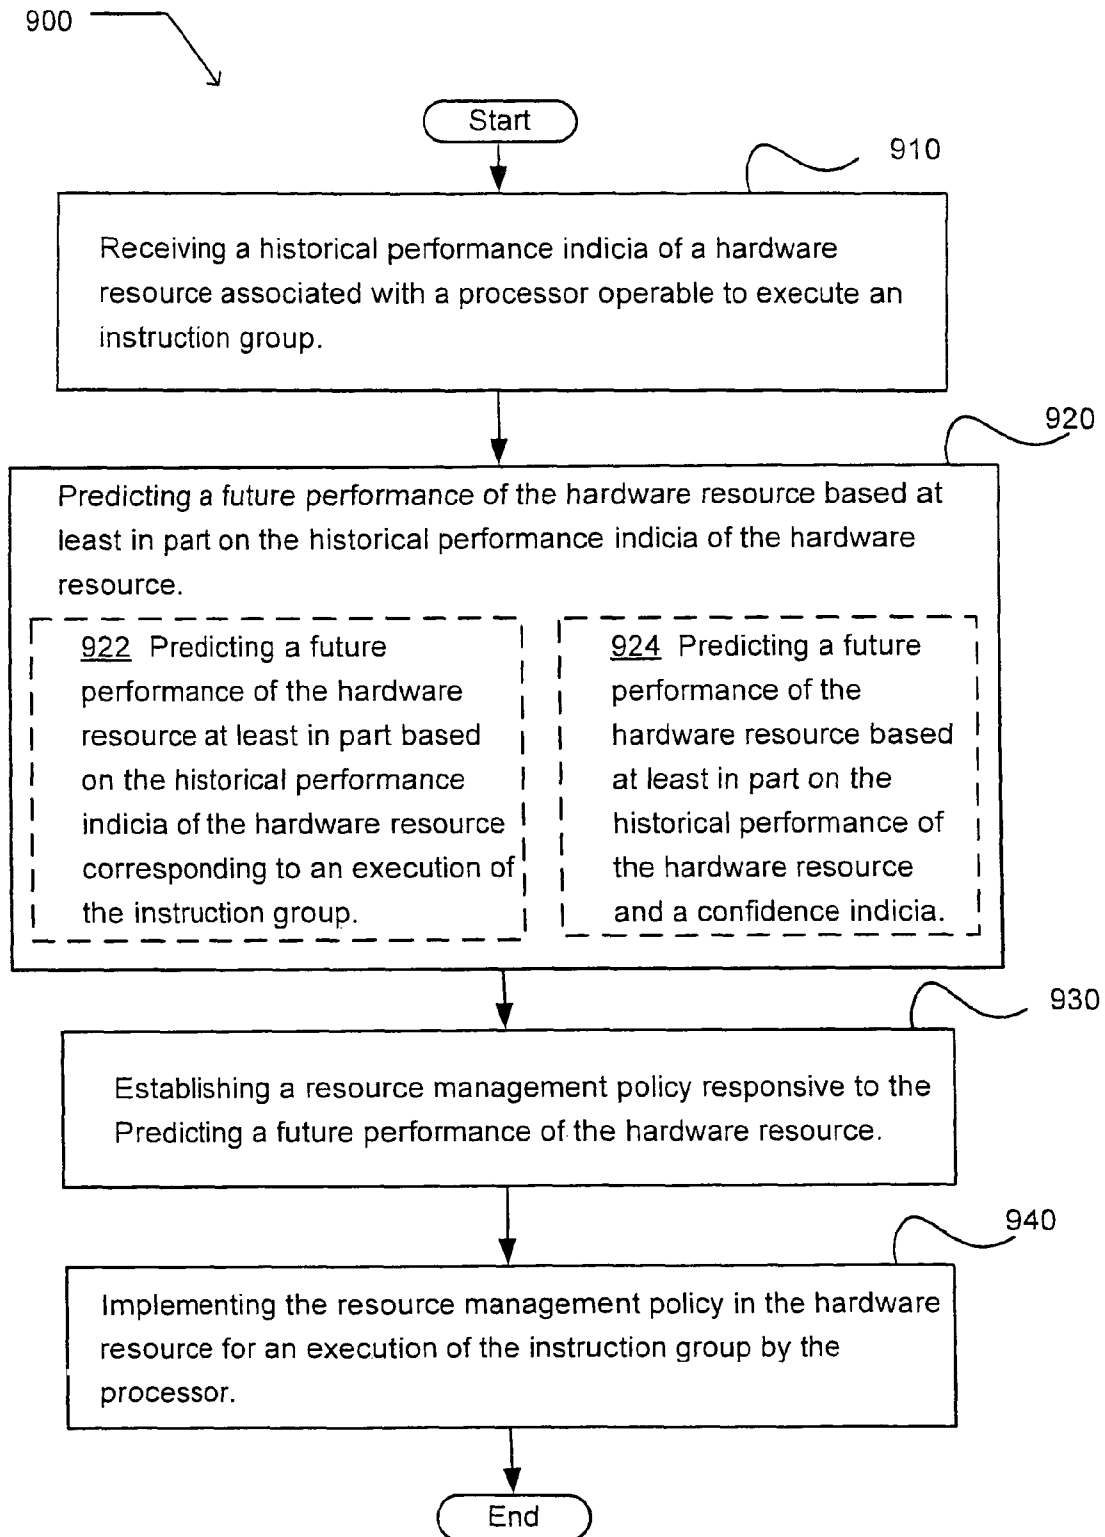 900
Start
910
Receiving a historical performance indicia of a hardware
resource associated with a processor operable to execute an
instruction group.
920
Predicting a future performance of the hardware resource based at
least in part on the historical performance indicia of the hardware
resource.
922 Predicting a future
performance of the hardware
resource at least in part based
on the historical performance
indicia of the hardware resource
corresponding to an execution of
the instruction group.
924 Predicting a future
performance of the
hardware resource based
at least in part on the
historical performance of
the hardware resource
and a confidence indicia.
930
Establishing a resource management policy responsive to the
Predicting a future performance of the hardware resource.
940
Implementing the resource management policy in the hardware
resource for an execution of the instruction group by the
processor.
End